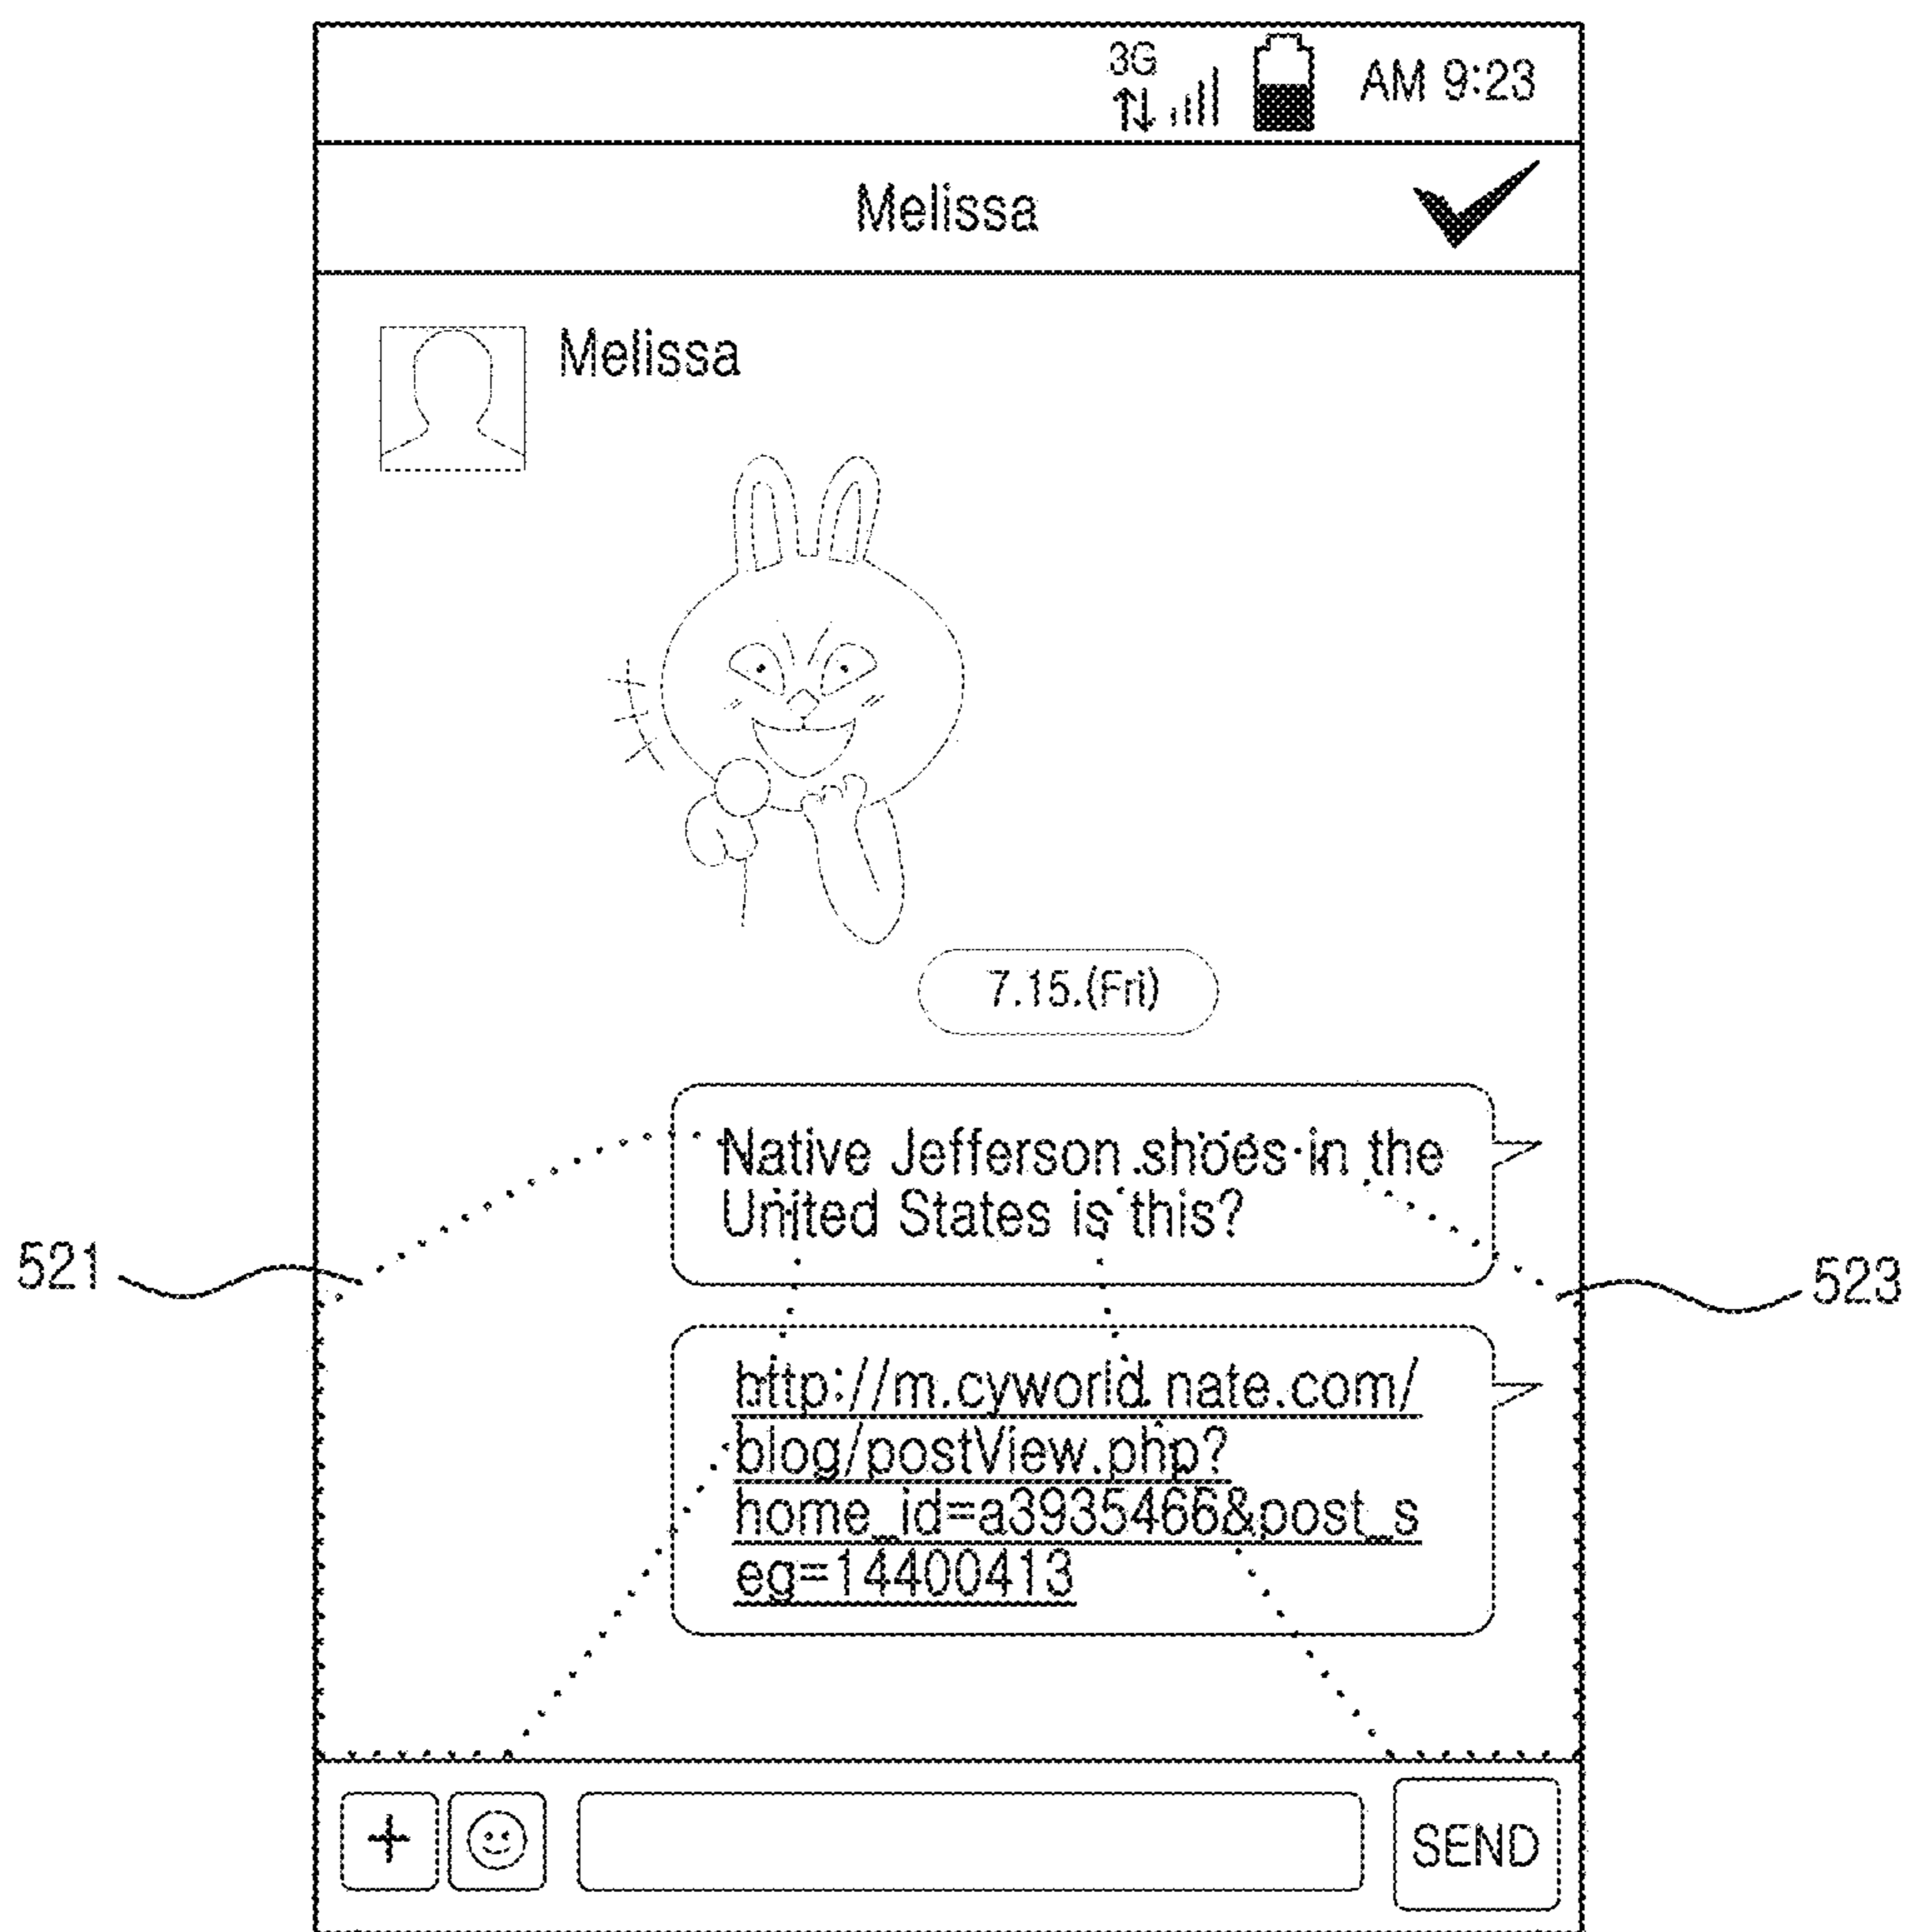 3G
AM 9:23
Melissa
Melissa
7.15.(Fri)
Native Jefferson shoes in the
United States is this?
521
523
http://m.cyworld.nate.com/
blog/postView.php?
home_id=a3935466&post_s
eg=14400413
SEND